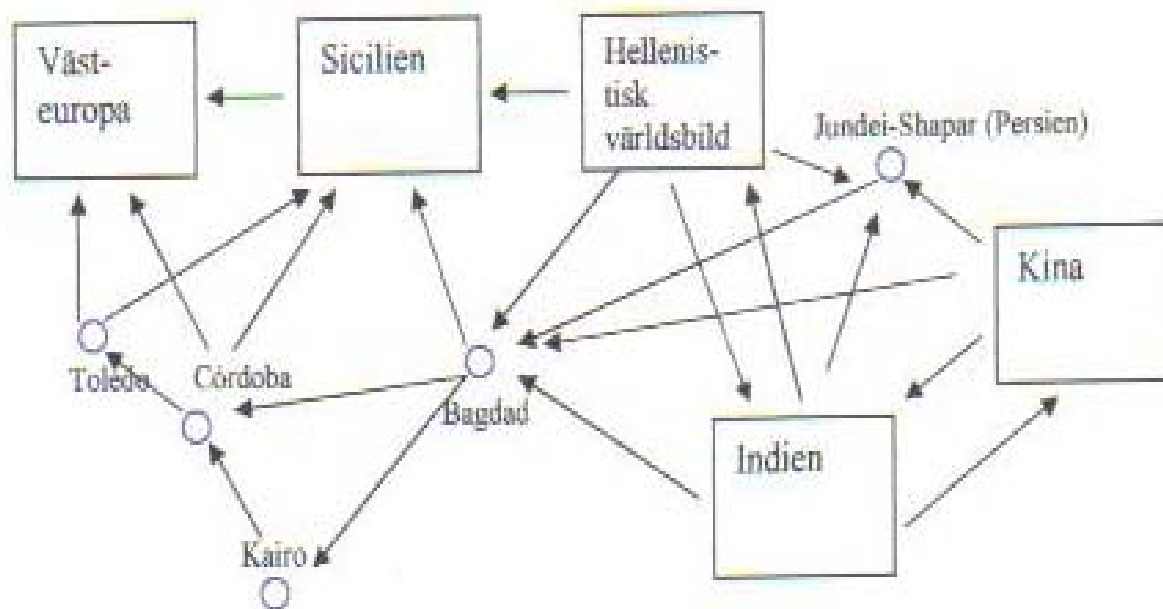 Väst-
europa
Sicilien
Hellenis-
tisk
världsbild
Jundei-Shapar (Persien)
Kina
Toledo
Córdoba
Bagdad
Indien
Kairo